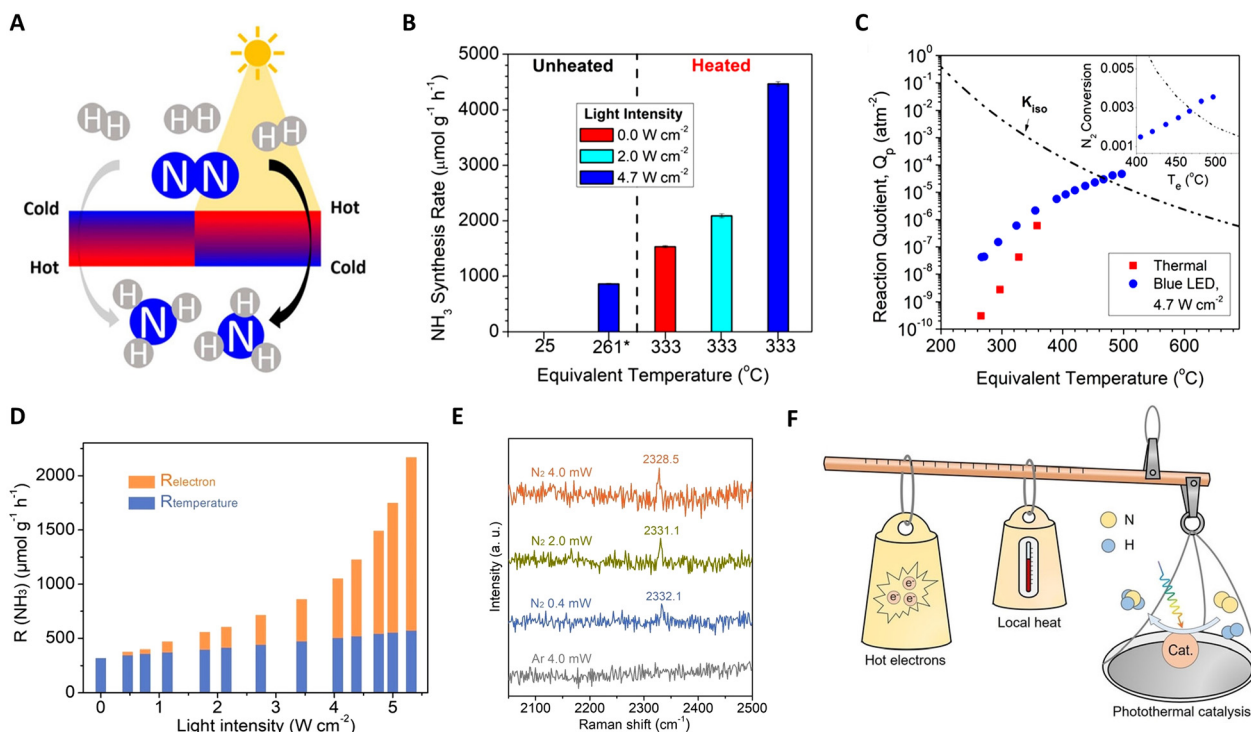 A
H
H
H
H
H
H
N
N
Cold
Hot
Hot
Cold
H
H
N
H
H
N
H
H
B
NH₃ Synthesis Rate (μmol g⁻¹ h⁻¹)
5000
4000
3000
2000
1000
0
Unheated
Heated
Light Intensity
0.0 W cm⁻²
2.0 W cm⁻²
4.7 W cm⁻²
25
261*
333
333
333
Equivalent Temperature (°C)
C
Reaction Quotient, Qₚ (atm⁻²)
10⁰
10⁻¹
10⁻²
10⁻³
10⁻⁴
10⁻⁵
10⁻⁶
10⁻⁷
10⁻⁸
10⁻⁹
10⁻¹⁰
K_iso
N₂ Conversion
0.005
0.003
0.001
400
450
500
Tₑ (°C)
Thermal
Blue LED,
4.7 W cm⁻²
200
300
400
500
600
Equivalent Temperature (°C)
D
R (NH₃) (μmol g⁻¹ h⁻¹)
2000
1500
1000
500
0
Relectron
Rtemperature
0
1
2
3
4
5
Light intensity (W cm⁻²)
E
Intensity (a. u.)
N₂ 4.0 mW
2328.5
N₂ 2.0 mW
2331.1
N₂ 0.4 mW
2332.1
Ar 4.0 mW
2100
2200
2300
2400
2500
Raman shift (cm⁻¹)
F
N
H
e⁻
e⁻
e⁻
Hot electrons
Local heat
Cat.
Photothermal catalysis